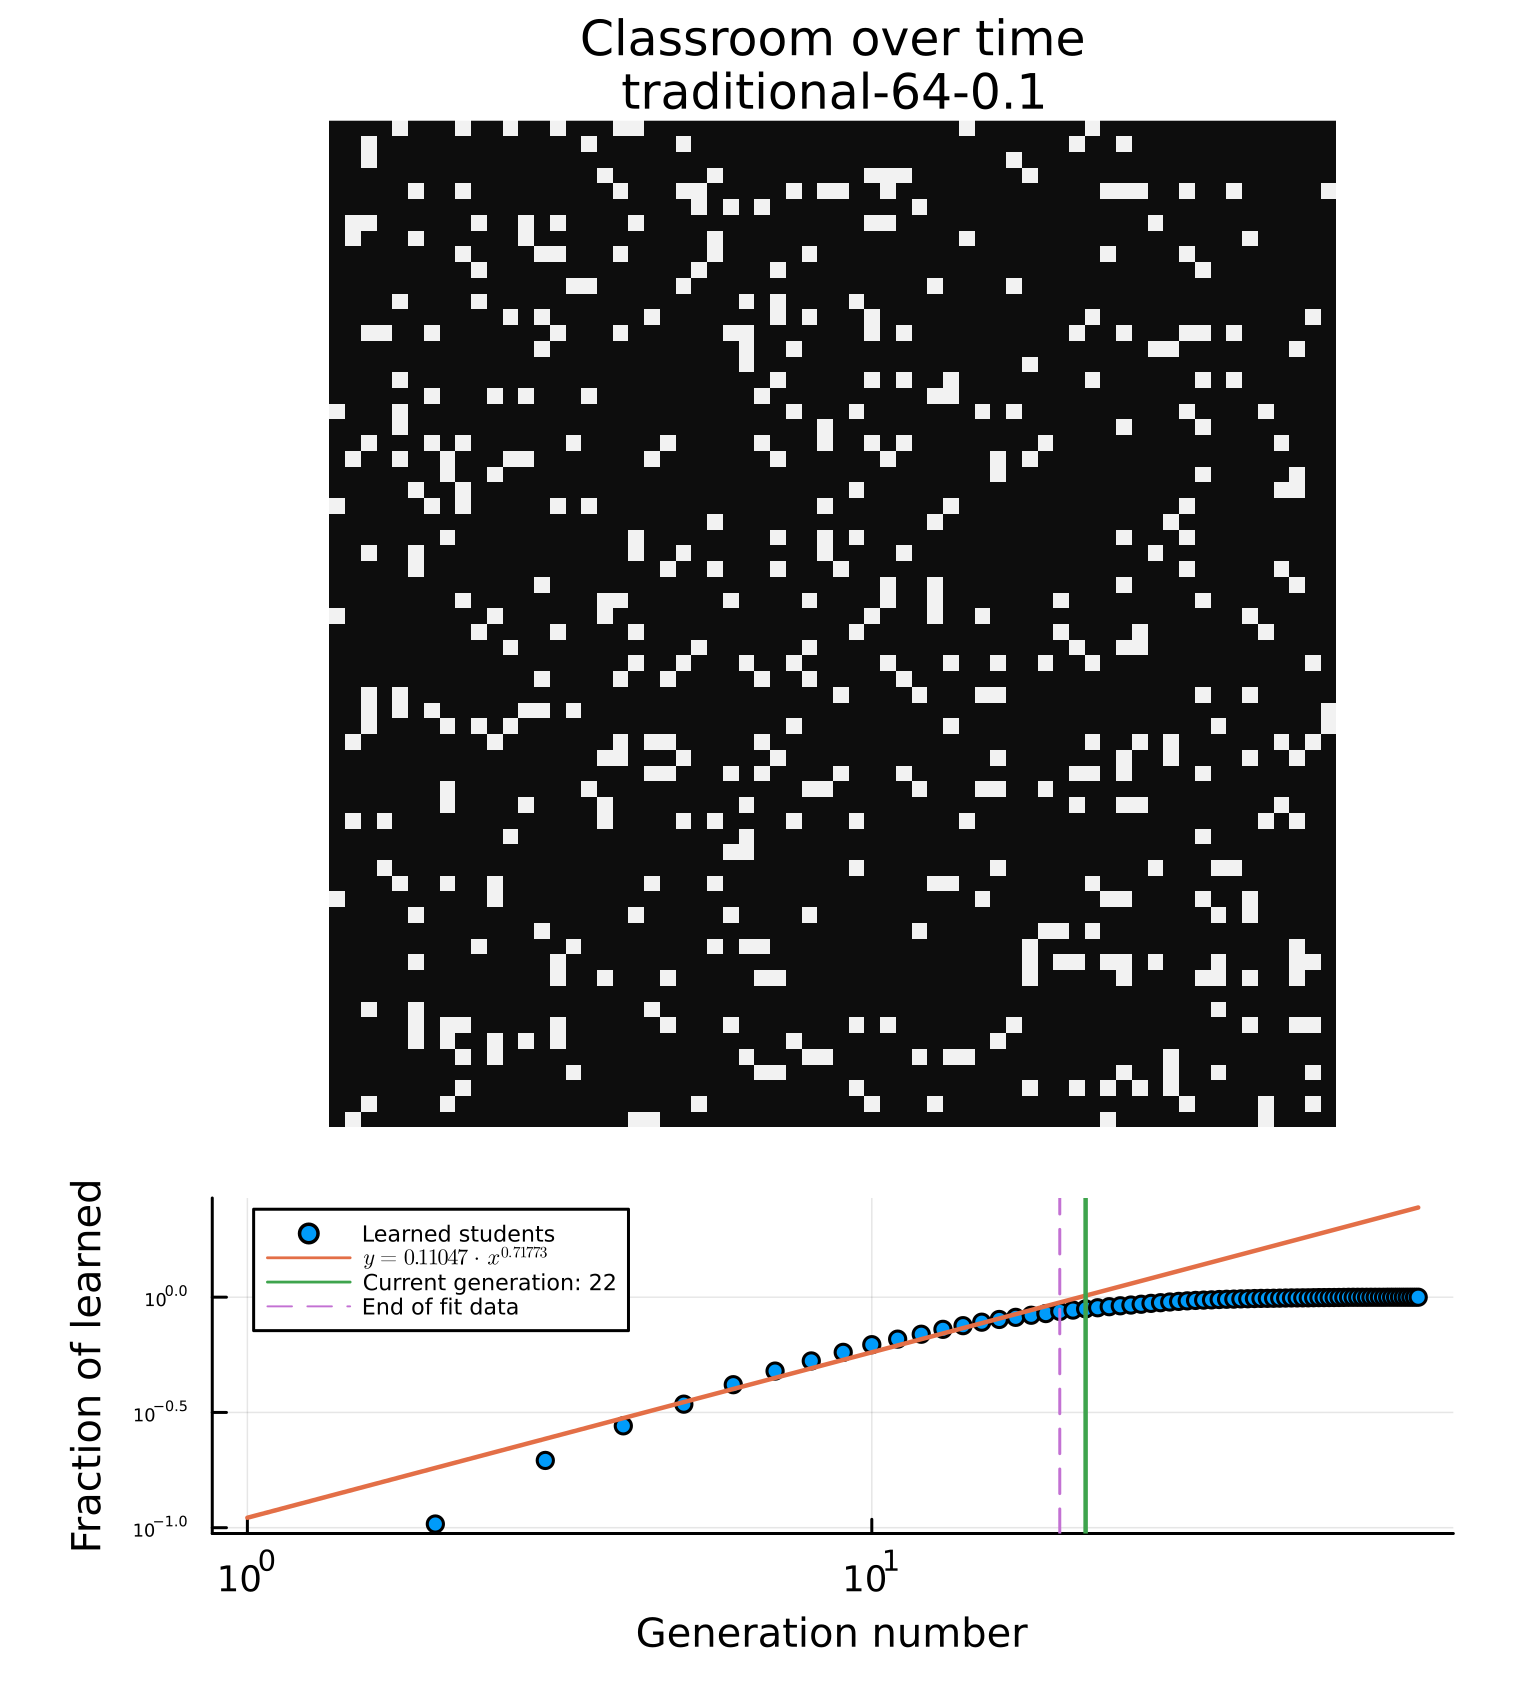 Classroom over time
traditional-64-0.1
Fraction of learned
Learned students
y = 0.11047 · x^0.71773
Current generation: 22
End of fit data
10^0.0
10^−0.5
10^−1.0
10^0
10^1
Generation number